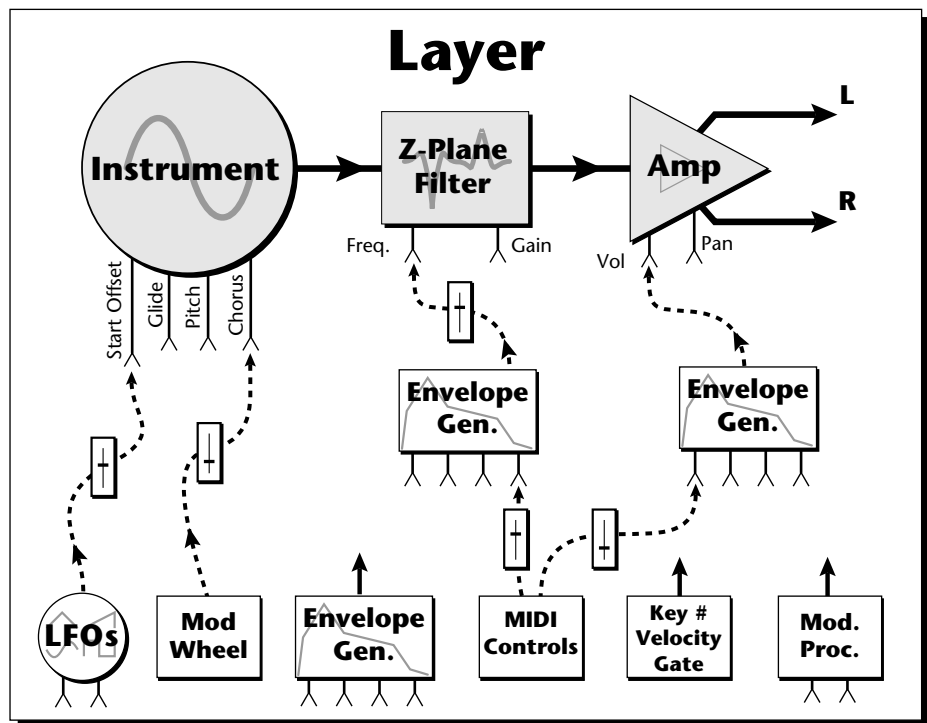 Layer
L
Instrument
Z-Plane
Filter
Amp
R
Freq.
Gain
Vol
Pan
Start Offset
Glide
Pitch
Chorus
Envelope
Gen.
Envelope
Gen.
LFOs
Mod
Wheel
Envelope
Gen.
MIDI
Controls
Key #
Velocity
Gate
Mod.
Proc.